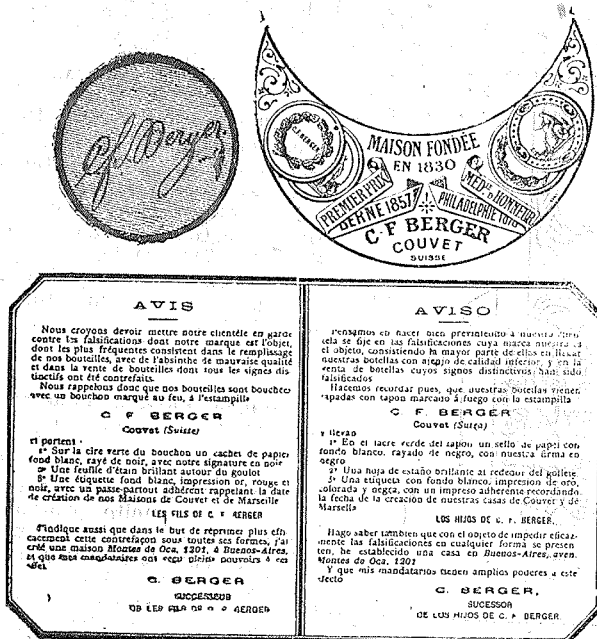 C. F. Berger
C. F. BERGER
MAISON FONDÉE
EN 1830
PREMIER PRIX
BERNE 1857
MED. D'HONNEUR
PHILADELPHIE
C. F BERGER
COUVET
SUISSE
AVIS
Nous croyons devoir mettre notre clientèle en garde
contre les falsifications dont notre marque est l'objet,
dont les plus fréquentes consistent dans le remplissage
de nos bouteilles, avec de l'absinthe de mauvaise qualité
et dans la vente de bouteilles dont tous les signes dis-
tinctifs ont été contrefaits.
Nous rappelons donc que nos bouteilles sont bouchées
avec un bouchon marqué au feu, à l'estampille
C F BERGER
Couvet (Suisse)
et portent :
1º Sur la cire verte du bouchon un cachet de papier
fond blanc, rayé de noir, avec notre signature en noir
2º Une feuille d'étain brillant autour du goulot
3º Une étiquette fond blanc, impression or, rouge et
noir, avec un passe-partout adhérent rappelant la date
de création de nos Maisons de Couvet et de Marseille
LES FILS DE C F BERGER
J'indique aussi que dans le but de réprimer plus effi-
cacement cette contrefaçon sous toutes ses formes, j'ai
créé une maison Montes de Oca, 1201, à Buenos-Aires,
et que mes mandataires ont reçu pleins pouvoirs à cet
effet
C. BERGER
SUCCESSEUR
DE LES FILS DE C F BERGER
AVISO
Pensamos en hacer bien previniendo a nuestra clien-
tela se fije en las falsificaciones cuya marca nuestra es
el objeto, consistiendo la mayor parte de ellas en llenar
nuestras botellas con ajenjo de calidad inferior, y en la
venta de botellas cuyos signos distinctivos han sido
falsificados
Hacemos recordar pues, que nuestras botellas vienen
tapadas con tapon marcano á fuego con la estampilla
C. F. BERGER
Couvet (Suiça)
y llevan
1º En el lacre verde del tapon un sello de papel con
fondo blanco, rayado de negro, con nuestra firma en
negro
2º Una hoja de estaño brillante al rededor del gollete.
3º Una etiqueta con fondo blanco, impresion de oro,
colorada y negra, con un impreso adherente recordando
la fecha de la creacion de nuestras casas de Couvet y de
Marsella
LOS HIJOS DE C. F. BERGER.
Hago saber tambien que con el objeto de impedir eficaz-
mente las falsificaciones en cualquier forma se presen
ten, he establecido una casa en Buenos-Aires, aven.
Montes de Oca, 1201
Y que mis mandatarios tienen amplios poderes a este
efecto
C. BERGER,
SUCESOR
DE LOS HIJOS DE C. F BERGER